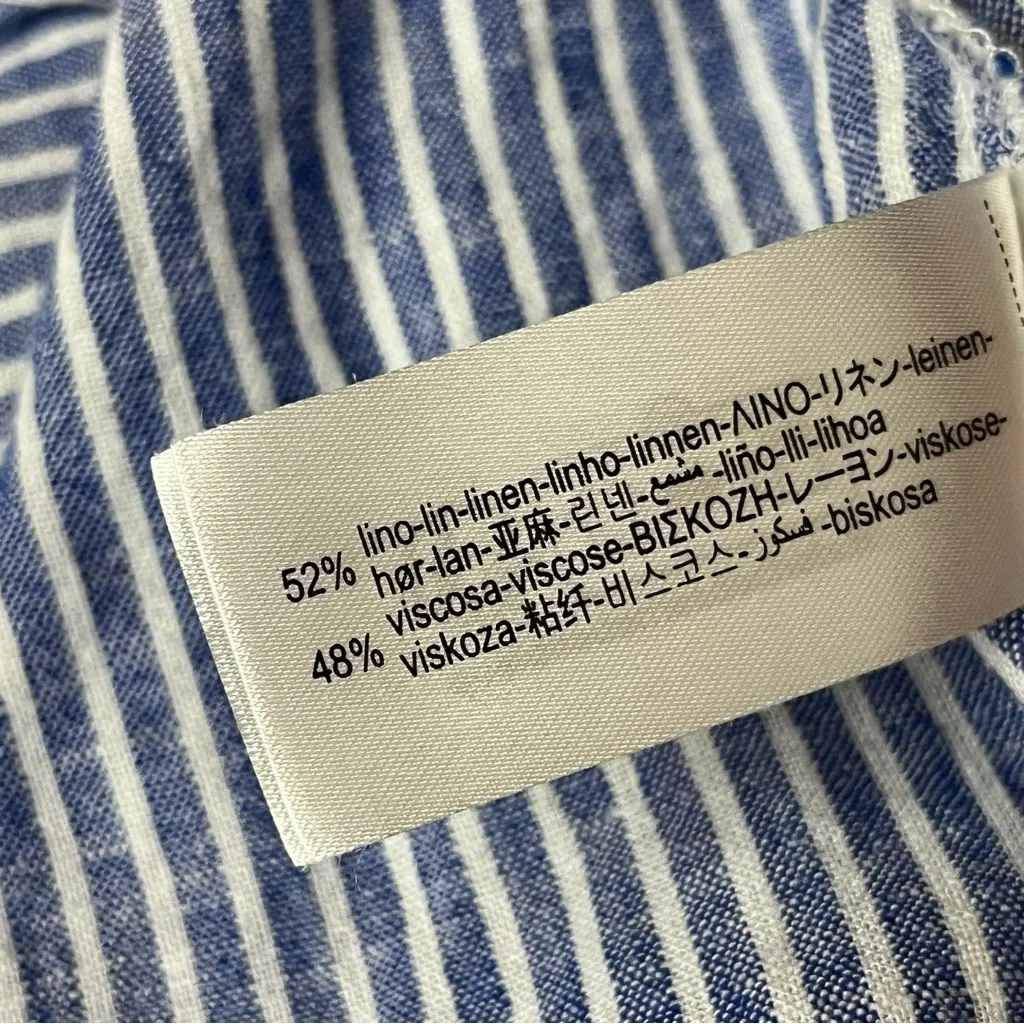 52% lino-lin-linen-linho-linnen-ΛΙΝΟ-リネン-leinen-
hør-lan-亚麻-린넨-مشمع-liño-lli-lihoa
48% viscosa-viscose-ΒΙΣΚΟΖΗ-レーヨン-viskose-
viskoza-粘纤-비스코스-فسكوز-biskosa